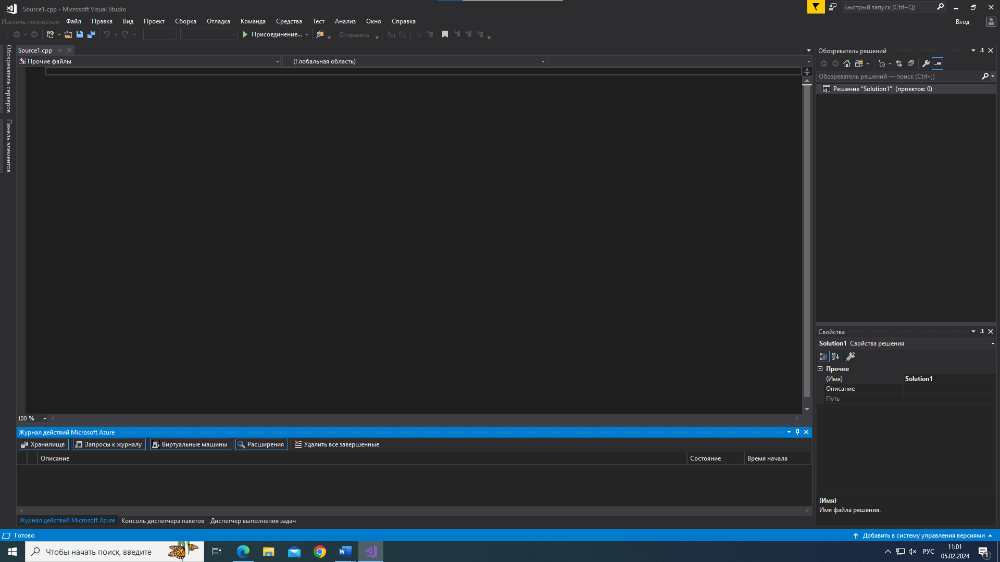 Source1.cpp - Microsoft Visual Studio
Быстрый запуск (Ctrl+Q)
Извлечь полностью
Файл Правка Вид Проект Сборка Отладка Команда Средства Тест Анализ Окно Справка
Вход
Присоединение...
Отправить
Обозреватель серверов
Панель элементов
Source1.cpp
Прочие файлы
(Глобальная область)
100 %
Обозреватель решений
Обозреватель решений — поиск (Ctrl+;)
Решение "Solution1" (проектов: 0)
Свойства
Solution1 Свойства решения
Прочее
(Имя) Solution1
Описание
Путь
(Имя)
Имя файла решения.
Журнал действий Microsoft Azure
Хранилище Запросы к журналу Виртуальные машины Расширения Удалить все завершенные
Описание Состояние Время начала
Журнал действий Microsoft Azure Консоль диспетчера пакетов Диспетчер выполнения задач
Готово
Добавить в систему управления версиями
Чтобы начать поиск, введите
РУС
11:01
05.02.2024
1